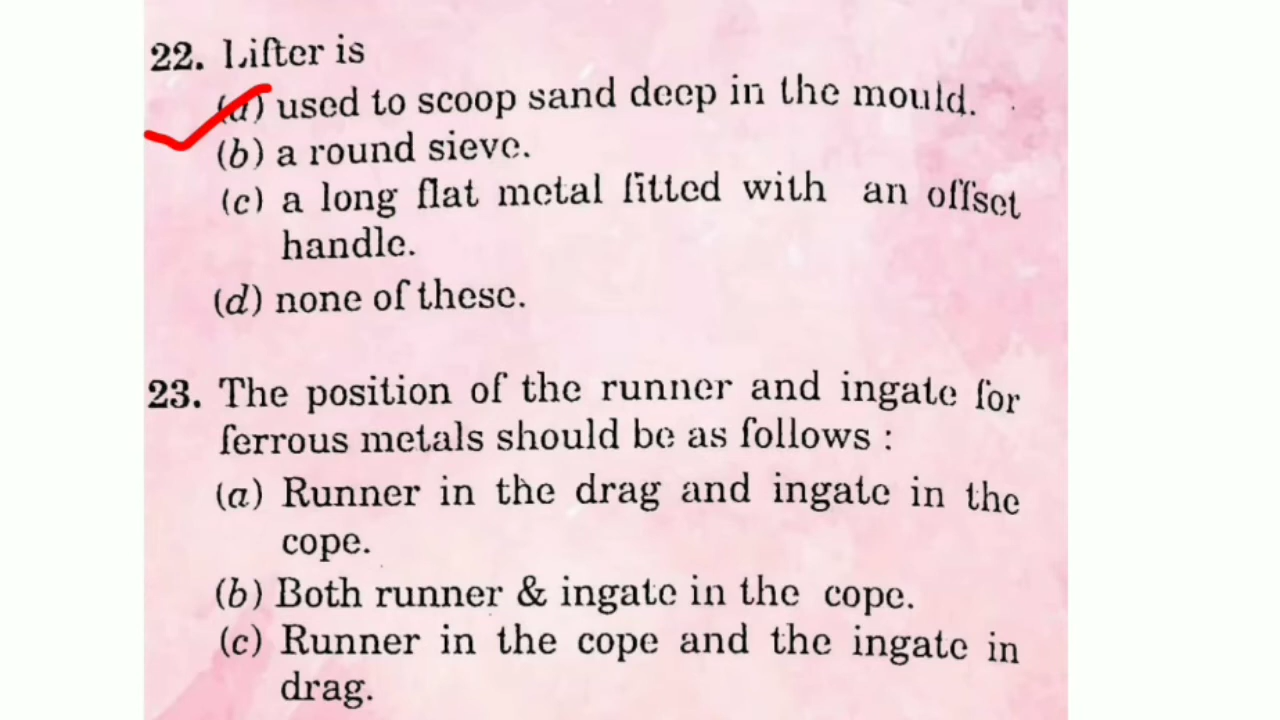 22. Lifter is
(a) used to scoop sand deep in the mould.
(b) a round sieve.
(c) a long flat metal fitted with an offset
handle.
(d) none of these.
23. The position of the runner and ingate for
ferrous metals should be as follows :
(a) Runner in the drag and ingate in the
cope.
(b) Both runner & ingate in the cope.
(c) Runner in the cope and the ingate in
drag.